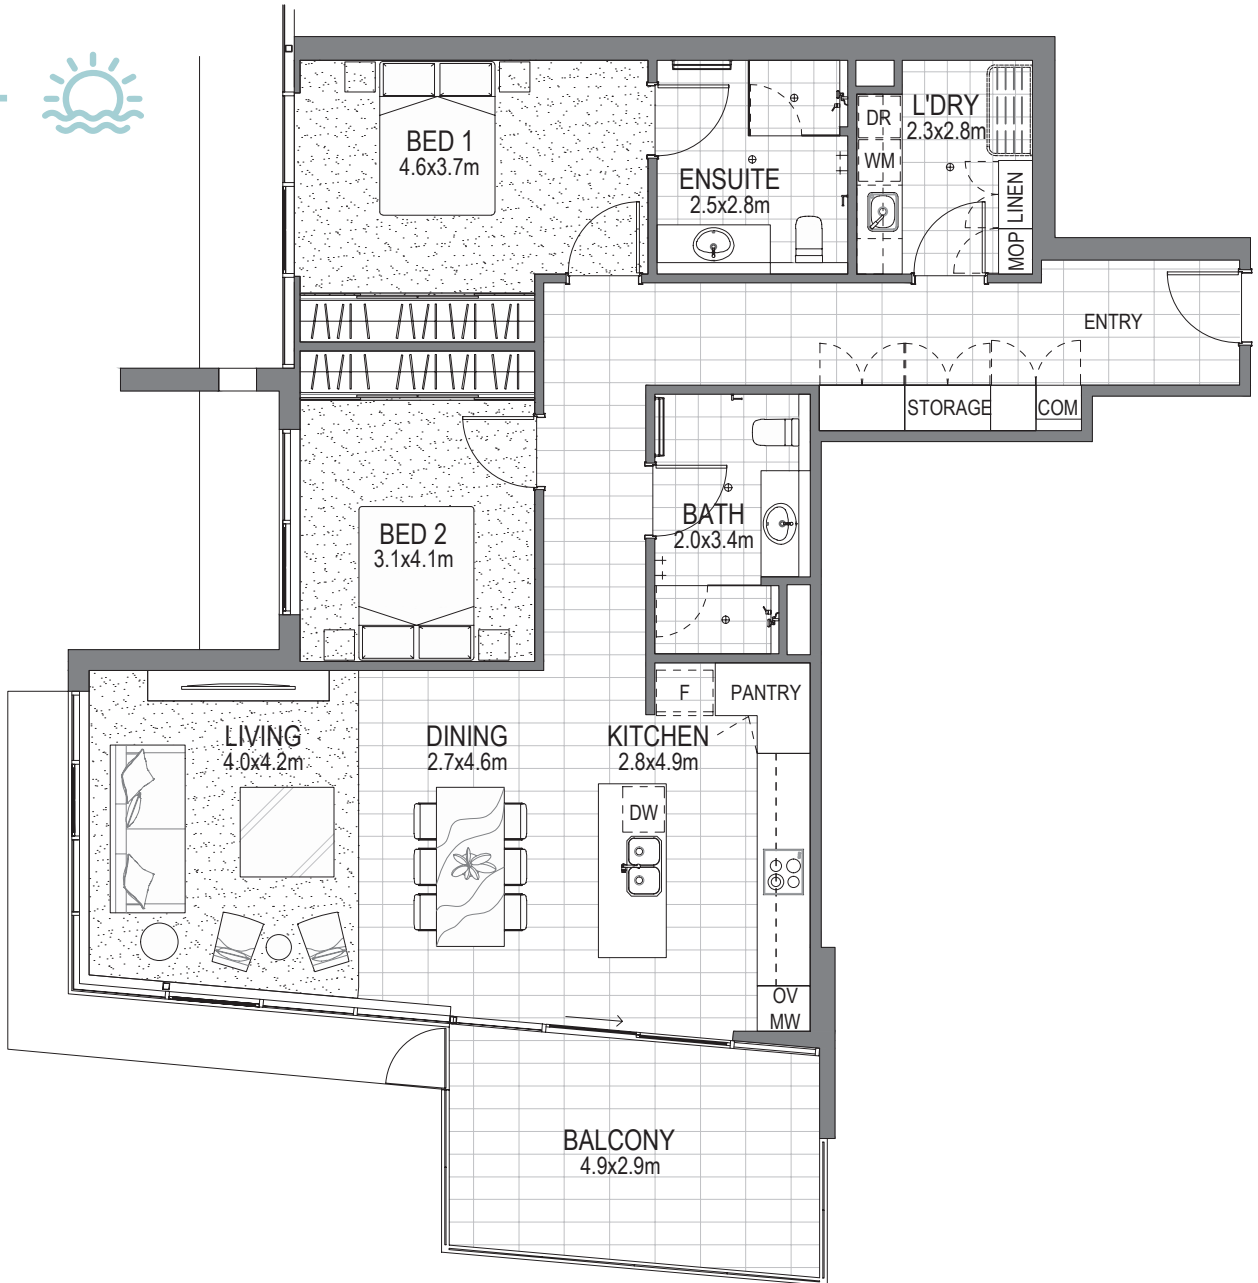 BED 1
4.6x3.7m
ENSUITE
2.5x2.8m
DR
WM
L'DRY
2.3x2.8m
LINEN
MOP
ENTRY
STORAGE
COM
BED 2
3.1x4.1m
BATH
2.0x3.4m
F
PANTRY
LIVING
4.0x4.2m
DINING
2.7x4.6m
KITCHEN
2.8x4.9m
DW
OV
MW
BALCONY
4.9x2.9m